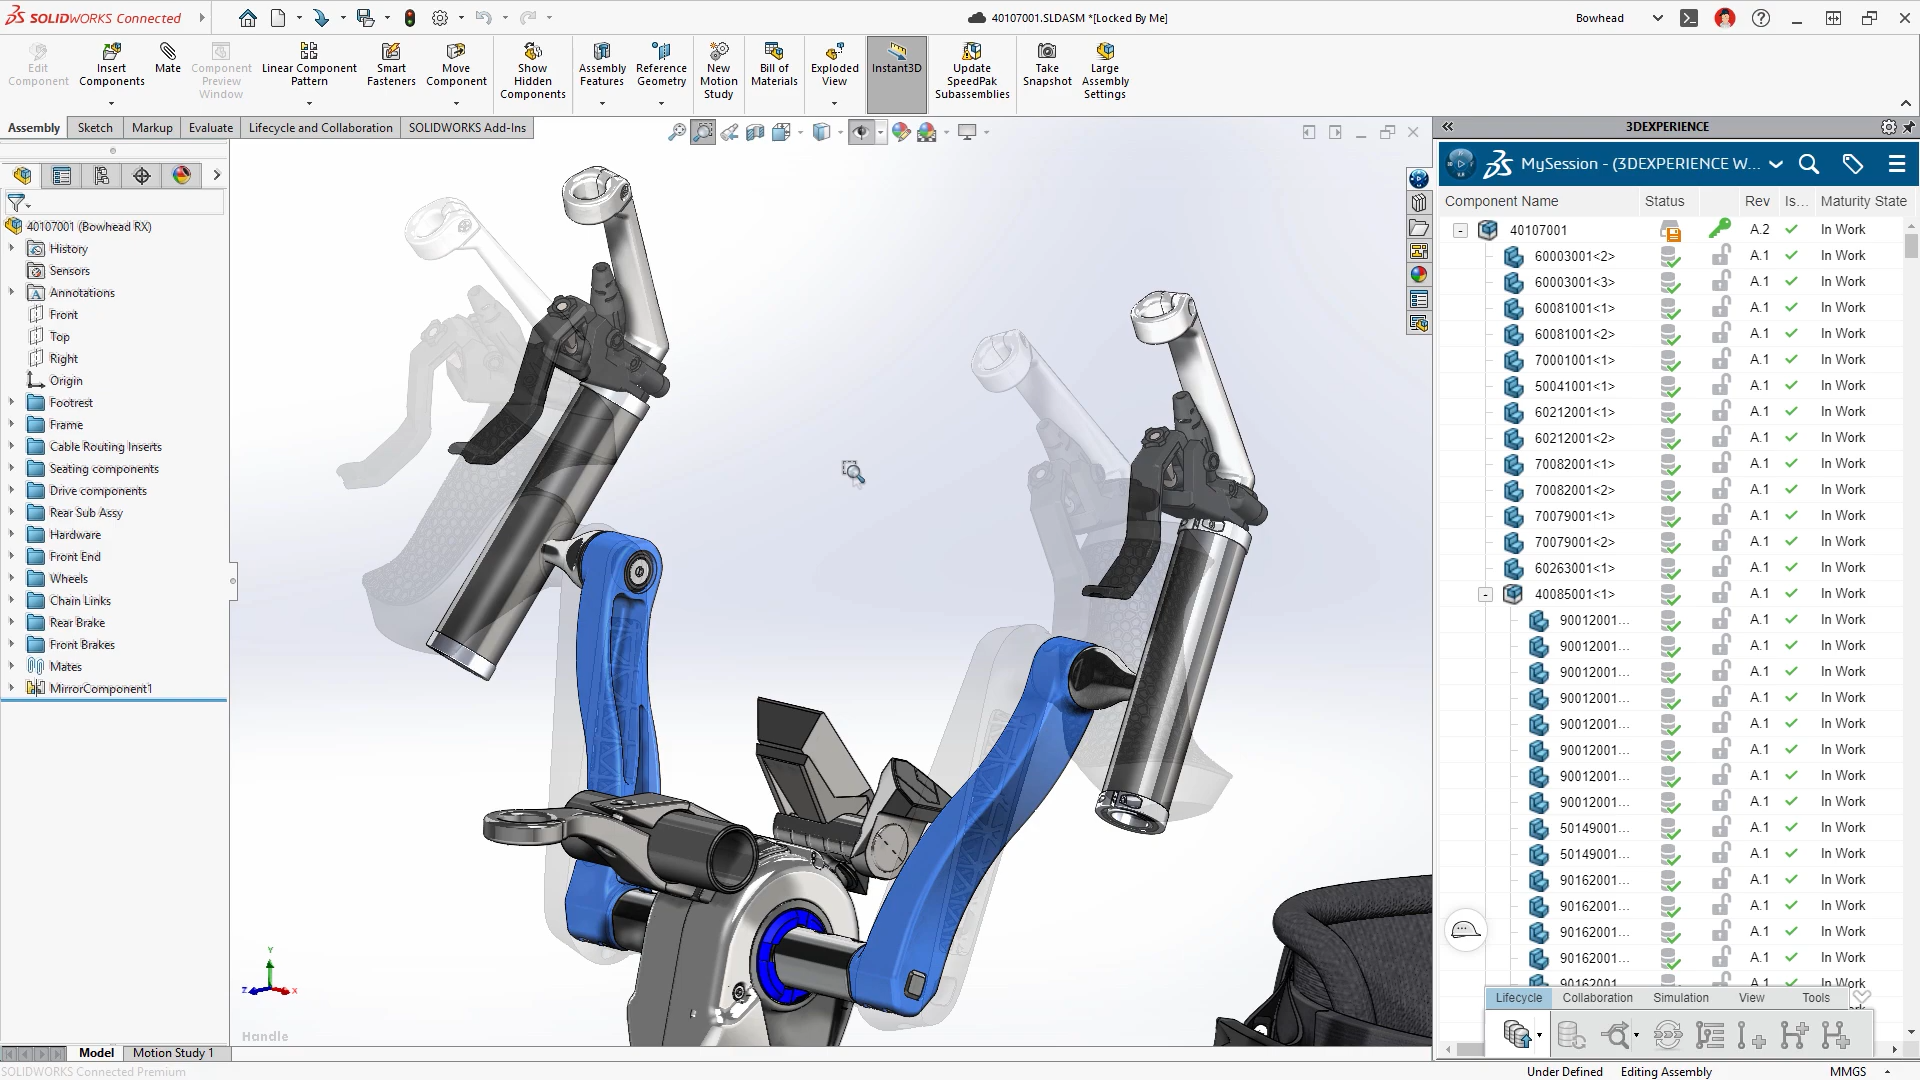 SOLIDWORKS Connected
40107001.SLDASM *[Locked By Me]
Bowhead
Edit Component
Insert Components
Mate
Component Preview Window
Linear Component Pattern
Smart Fasteners
Move Component
Show Hidden Components
Assembly Features
Reference Geometry
New Motion Study
Bill of Materials
Exploded View
Instant3D
Update SpeedPak Subassemblies
Take Snapshot
Large Assembly Settings
Assembly
Sketch
Markup
Evaluate
Lifecycle and Collaboration
SOLIDWORKS Add-Ins
40107001 (Bowhead RX)
History
Sensors
Annotations
Front
Top
Right
Origin
Footrest
Frame
Cable Routing Inserts
Seating components
Drive components
Rear Sub Assy
Hardware
Front End
Wheels
Chain Links
Rear Brake
Front Brakes
Mates
MirrorComponent1
Y
Z
X
Handle
Model
Motion Study 1
SOLIDWORKS Connected Premium
3DEXPERIENCE
MySession - (3DEXPERIENCE W...
Component Name Status Rev Is... Maturity State
40107001 A.2 In Work
60003001<2> A.1 In Work
60003001<3> A.1 In Work
60081001<1> A.1 In Work
60081001<2> A.1 In Work
70001001<1> A.1 In Work
50041001<1> A.1 In Work
60212001<1> A.1 In Work
60212001<2> A.1 In Work
70082001<1> A.1 In Work
70082001<2> A.1 In Work
70079001<1> A.1 In Work
70079001<2> A.1 In Work
60263001<1> A.1 In Work
40085001<1> A.1 In Work
90012001... A.1 In Work
90012001... A.1 In Work
90012001... A.1 In Work
90012001... A.1 In Work
90012001... A.1 In Work
90012001... A.1 In Work
90012001... A.1 In Work
90012001... A.1 In Work
50149001... A.1 In Work
50149001... A.1 In Work
90162001... A.1 In Work
90162001... A.1 In Work
90162001... A.1 In Work
90162001... A.1 In Work
90162001... A.1 In Work
Lifecycle Collaboration Simulation View Tools
Under Defined Editing Assembly MMGS